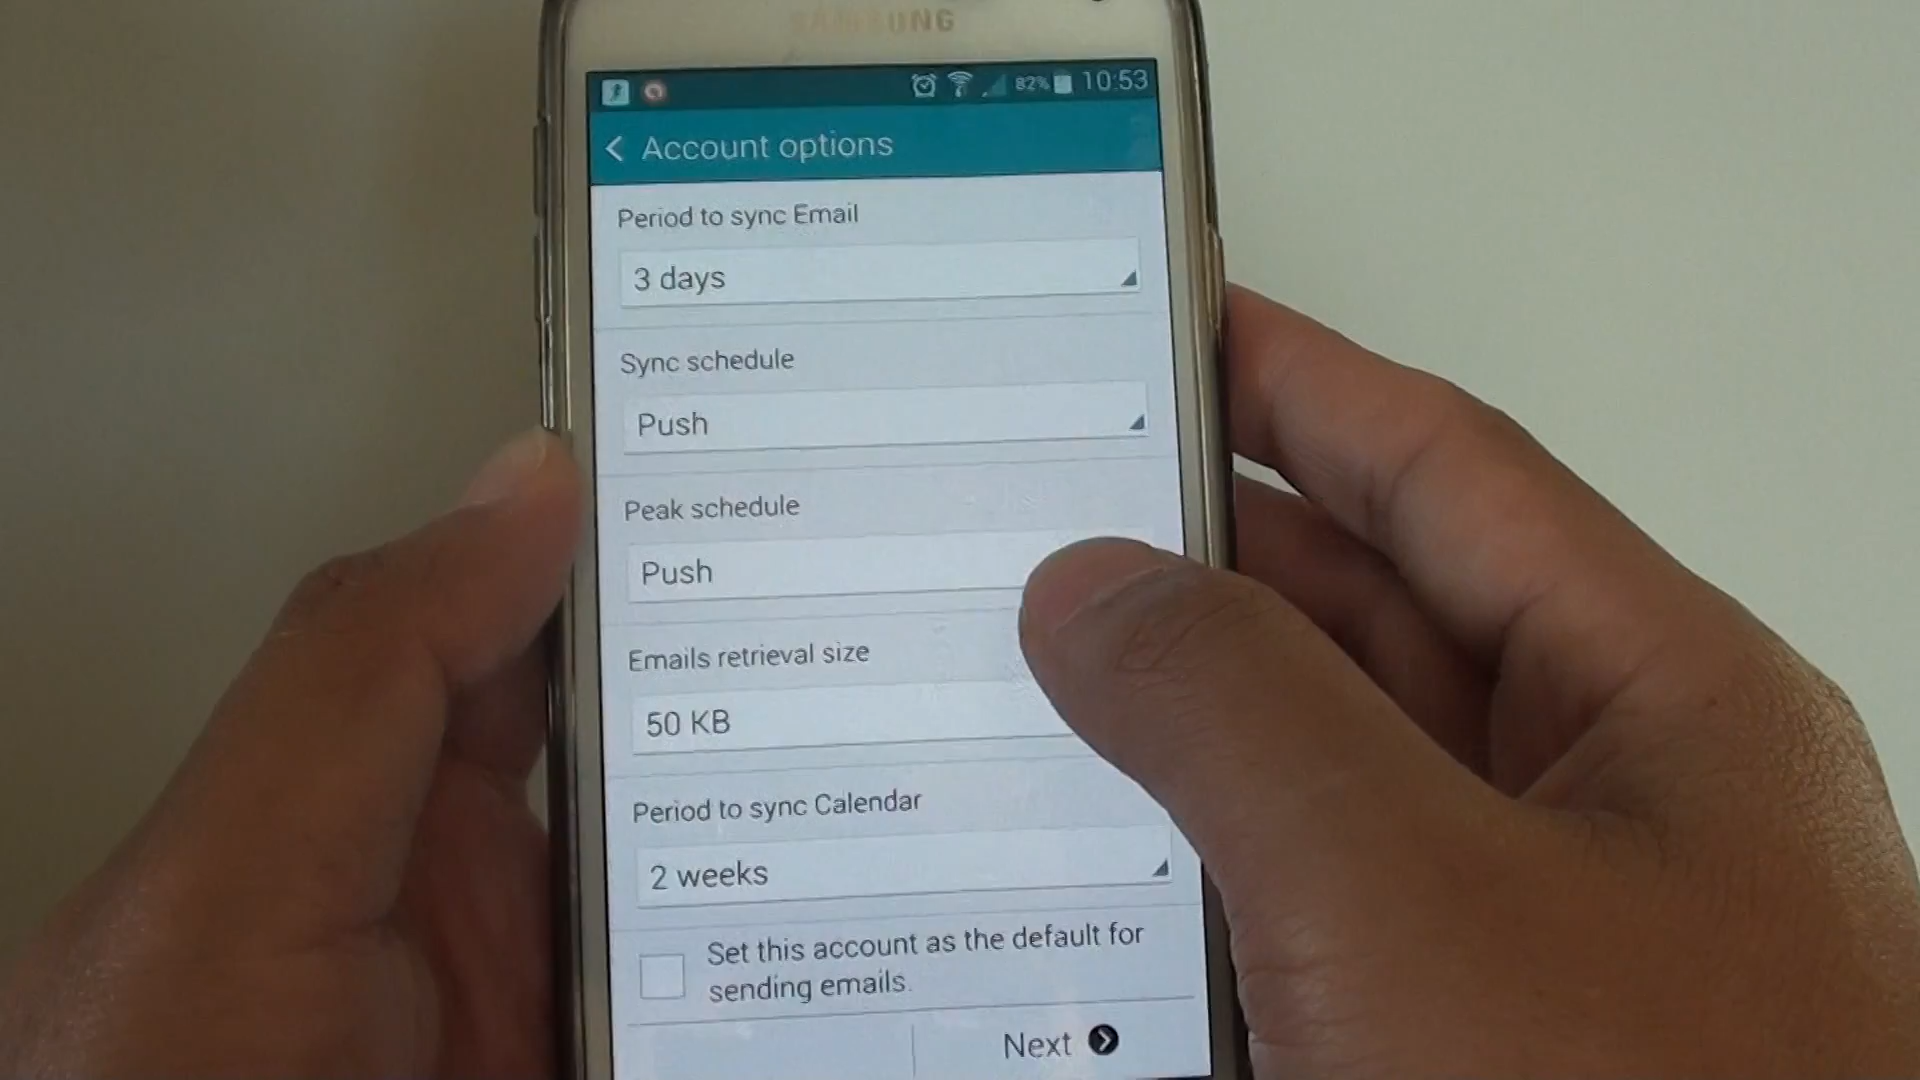 SAMSUNG
82% 10:53
Account options
Period to sync Email
3 days
Sync schedule
Push
Peak schedule
Push
Emails retrieval size
50 KB
Period to sync Calendar
2 weeks
Set this account as the default for
sending emails.
Next